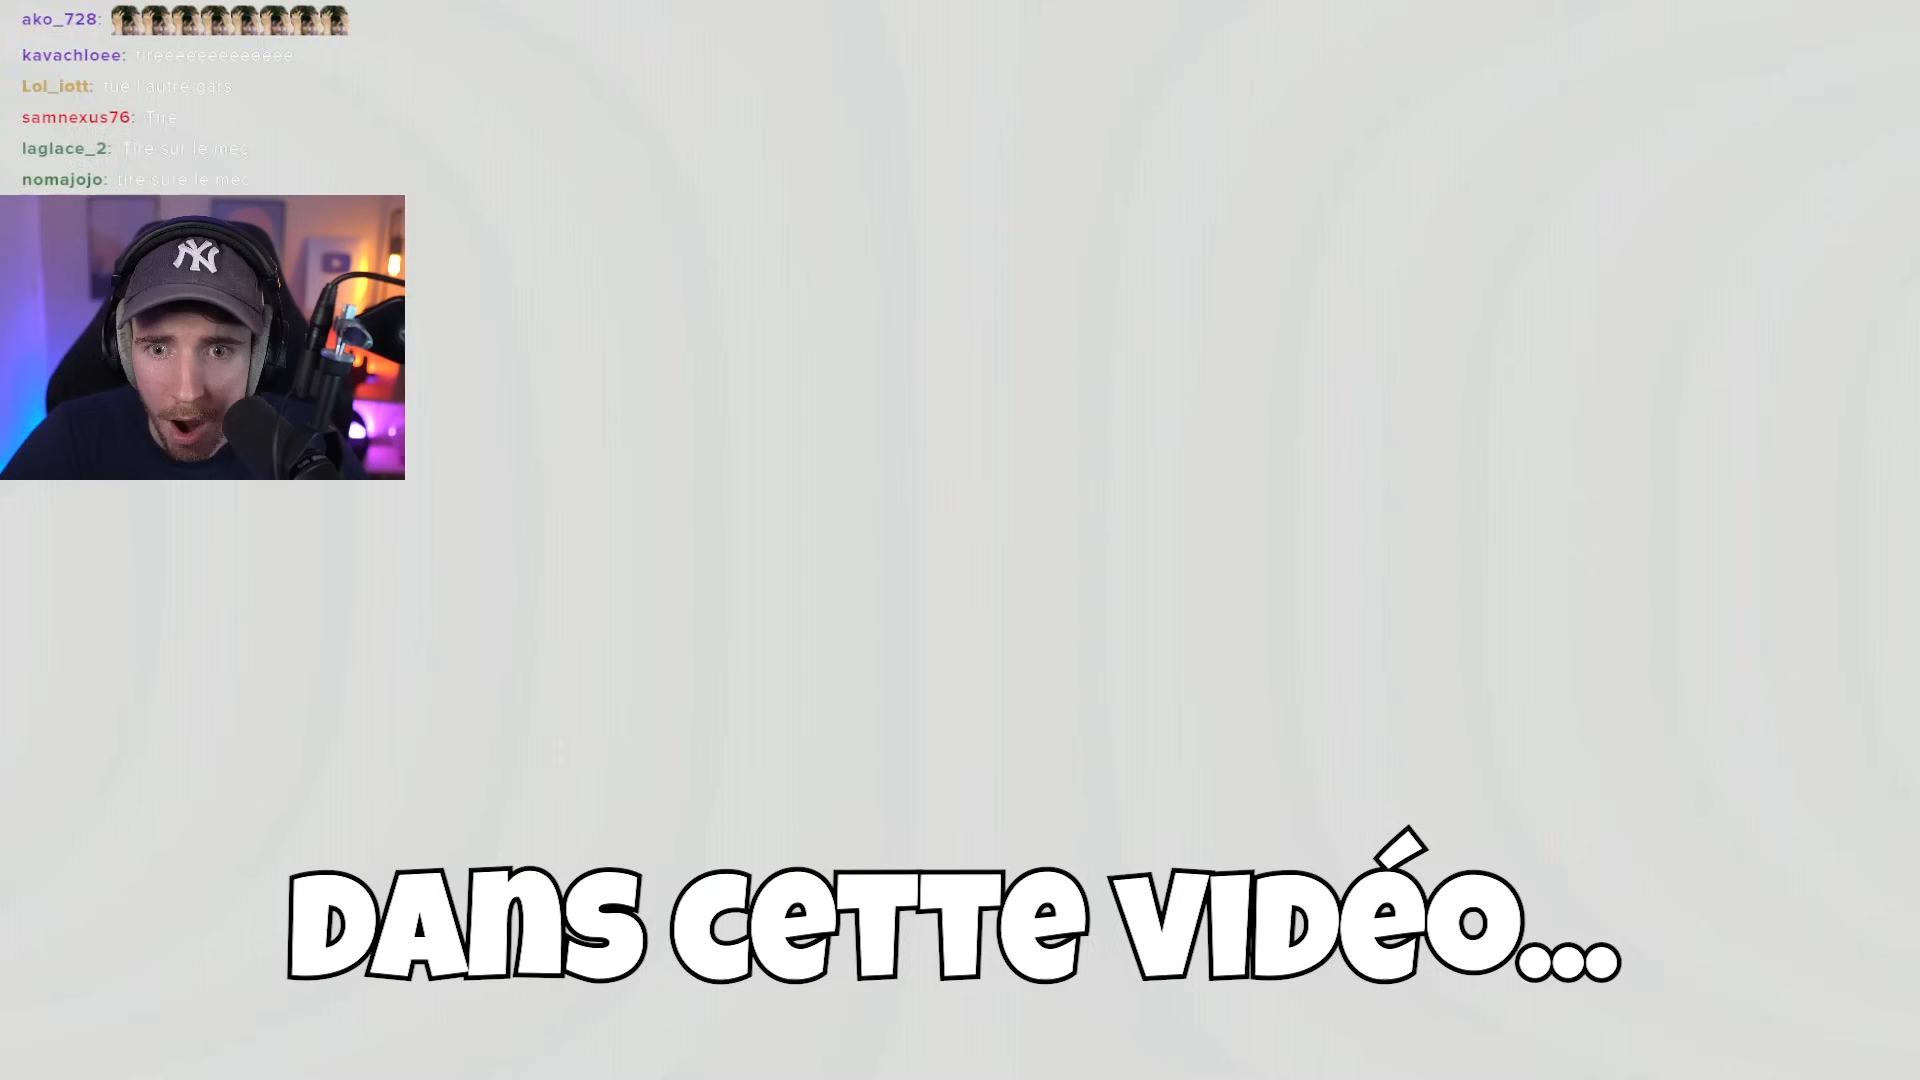 ako_728:
kavachloee: tireeeeeeeeeeeee
Lol_iott: tue l'autre gars
samnexus76: Tire
laglace_2: Tire sur le mec
nomajojo: tire sure le mec
NY
Dans cette vidéo...